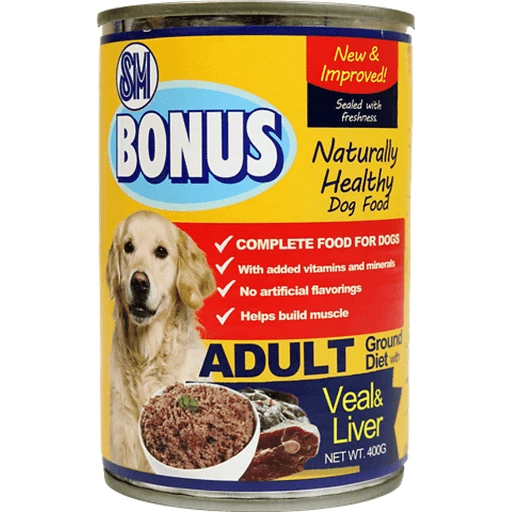 SM
BONUS
New &
Improved!
Sealed with
freshness.
Naturally
Healthy
Dog Food
COMPLETE FOOD FOR DOGS
With added vitamins and minerals
No artificial flavorings
Helps build muscle
ADULT
Ground
Diet with
Veal&
Liver
NET WT. 400G